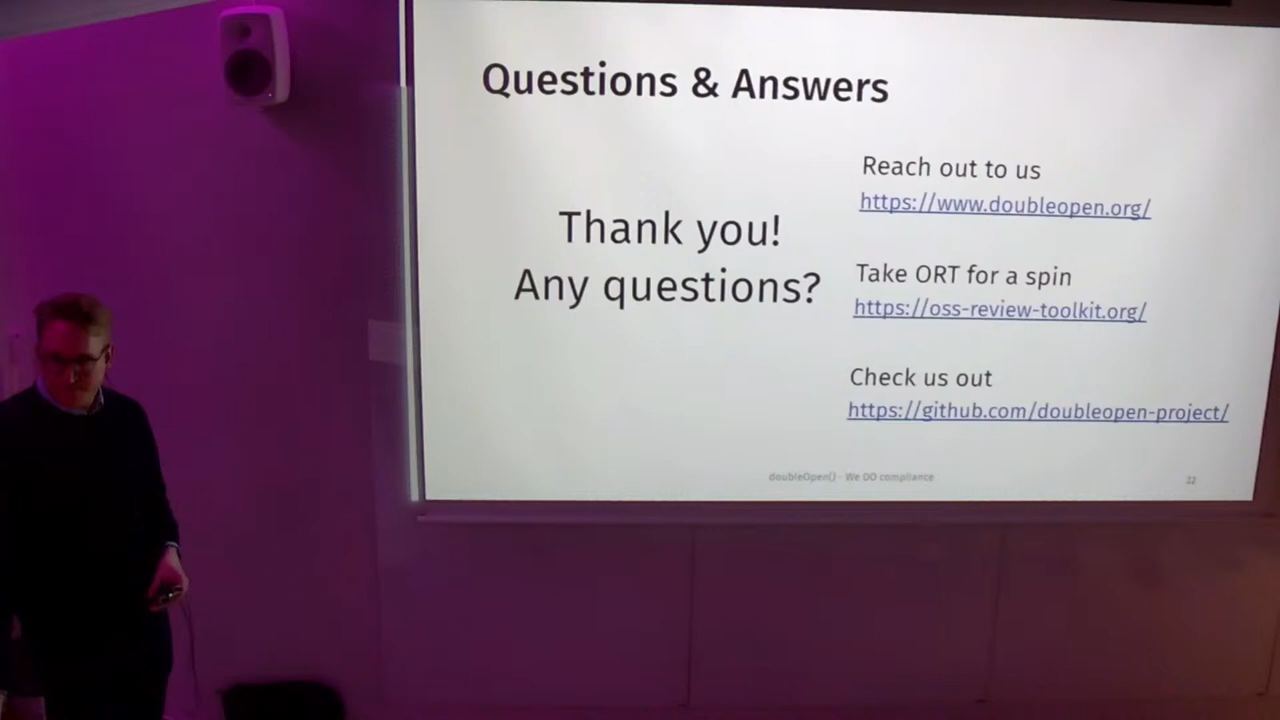 Questions & Answers
Thank you!
Any questions?
Reach out to us
https://www.doubleopen.org/
Take ORT for a spin
https://oss-review-toolkit.org/
Check us out
https://github.com/doubleopen-project/
doubleOpen() - We DO compliance
22